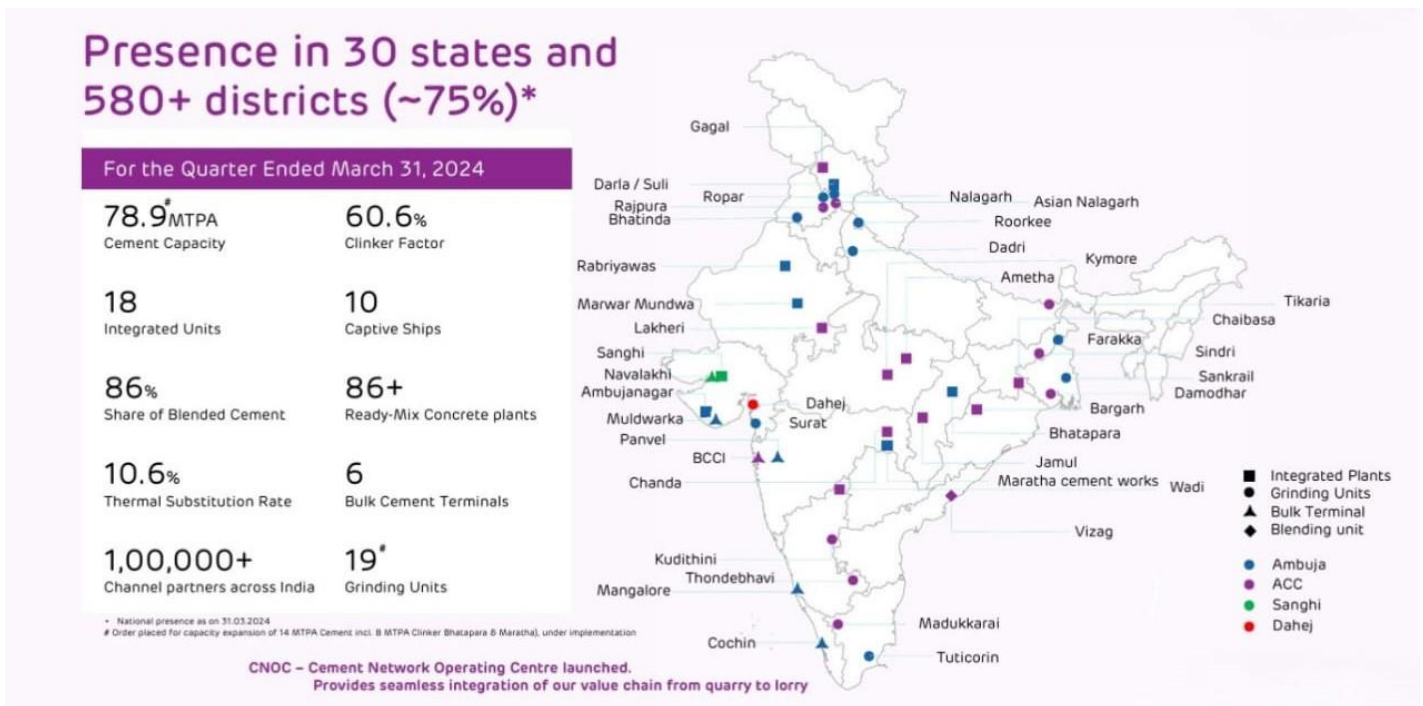 Presence in 30 states and
580+ districts (~75%)*
For the Quarter Ended March 31, 2024
78.9#MTPA
Cement Capacity
60.6%
Clinker Factor
18
Integrated Units
10
Captive Ships
86%
Share of Blended Cement
86+
Ready-Mix Concrete plants
10.6%
Thermal Substitution Rate
6
Bulk Cement Terminals
1,00,000+
Channel partners across India
19#
Grinding Units
* National presence as on 31.03.2024
# Order placed for capacity expansion of 14 MTPA Cement incl. 8 MTPA Clinker Bhatapara & Maratha), under implementation
CNOC – Cement Network Operating Centre launched.
Provides seamless integration of our value chain from quarry to lorry
Gagal
Darla / Suli
Ropar
Rajpura
Bhatinda
Rabriyawas
Marwar Mundwa
Lakheri
Sanghi
Navalakhi
Ambujanagar
Muldwarka
Panvel
BCCI
Chanda
Kudithini
Thondebhavi
Mangalore
Cochin
Dahej
Surat
Nalagarh
Asian Nalagarh
Roorkee
Dadri
Kymore
Ametha
Tikaria
Chaibasa
Farakka
Sindri
Sankrail
Damodhar
Bargarh
Bhatapara
Jamul
Maratha cement works
Wadi
Vizag
Madukkarai
Tuticorin
Integrated Plants
Grinding Units
Bulk Terminal
Blending unit
Ambuja
ACC
Sanghi
Dahej